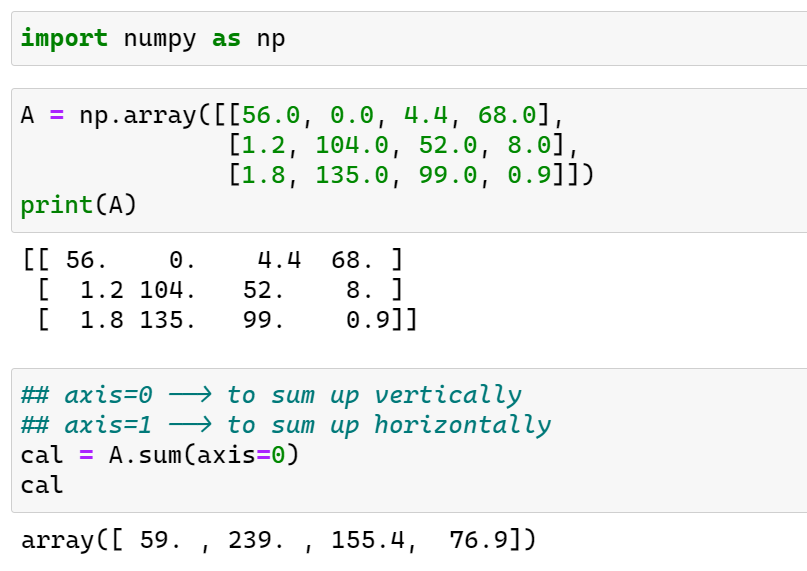 import numpy as np
A = np.array([[56.0, 0.0, 4.4, 68.0],
              [1.2, 104.0, 52.0, 8.0],
              [1.8, 135.0, 99.0, 0.9]])
print(A)
[[ 56.    0.    4.4  68. ]
 [  1.2 104.   52.    8. ]
 [  1.8 135.   99.    0.9]]
## axis=0 --> to sum up vertically
## axis=1 --> to sum up horizontally
cal = A.sum(axis=0)
cal
array([ 59. , 239. , 155.4,  76.9])